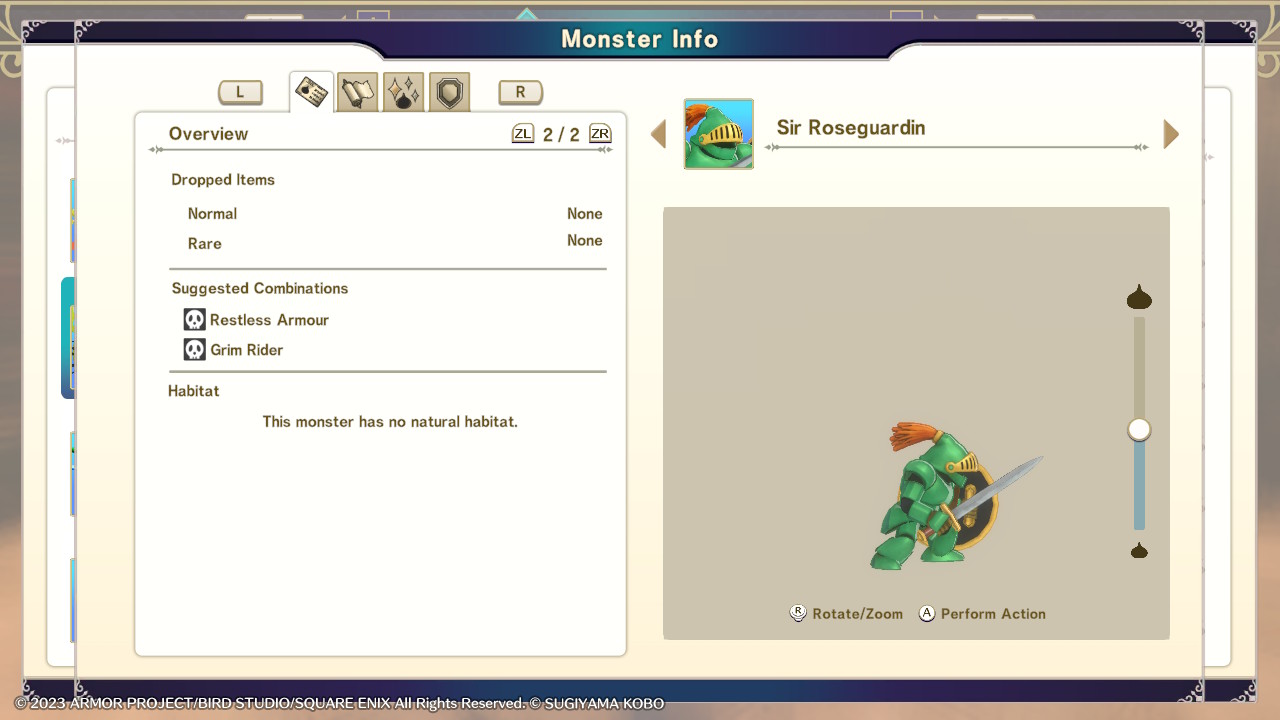 Monster Info
L
R
Overview
ZL 2 / 2 ZR
Dropped Items
Normal None
Rare None
Suggested Combinations
Restless Armour
Grim Rider
Habitat
This monster has no natural habitat.
Sir Roseguardin
R Rotate/Zoom A Perform Action
© 2023 ARMOR PROJECT/BIRD STUDIO/SQUARE ENIX All Rights Reserved. © SUGIYAMA KOBO